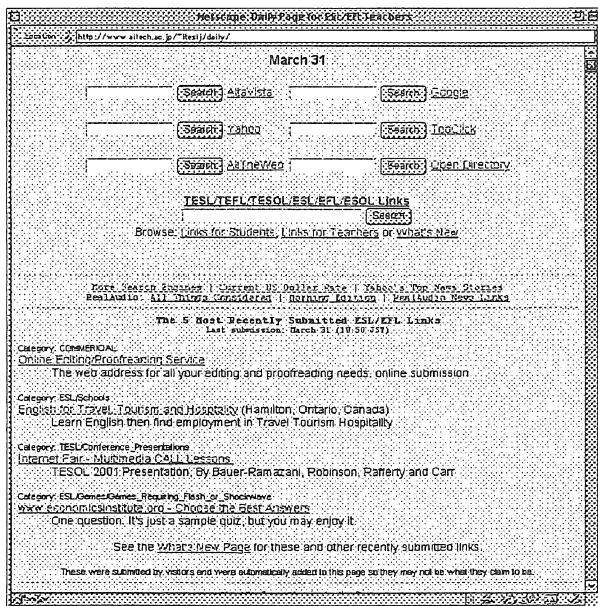 Netscape: Daily Page for ESL/EFL Teachers
Location: http://www.aitech.ac.jp/~iteslj/daily/
March 31
Search AltaVista Search Google
Search Yahoo Search TopClick
Search AllTheWeb Search Open Directory
TESL/TEFL/TESOL/ESL/EFL/ESOL Links
Search
Browse: Links for Students, Links for Teachers or What's New
More Search Engines | Current US Dollar Rate | Yahoo's Top News Stories
RealAudio: All Things Considered | Morning Edition | RealAudio News Links
The 5 Most Recently Submitted ESL/EFL Links
Last submission: March 31 (10:50 JST)
Category: COMMERICIAL
Online Editing/Proofreading Service
The web address for all your editing and proofreading needs. online submission
Category: ESL/Schools
English for Travel, Tourism and Hospitality (Hamilton, Ontario, Canada)
Learn English then find employment in Travel Tourism Hospitality
Category: TESL/Conference_Presentations
Internet Fair - Multimedia CALL Lessons
TESOL 2001 Presentation; By Bauer-Ramazani, Robinson, Rafferty and Carr
Category: ESL/Games/Games_Requiring_Flash_or_Shockwave
www.economicsinstitute.org - Choose the Best Answers
One question. It's just a sample quiz, but you may enjoy it.
See the What's New Page for these and other recently submitted links.
These were submitted by visitors and were automatically added to this page so they may not be what they claim to be.